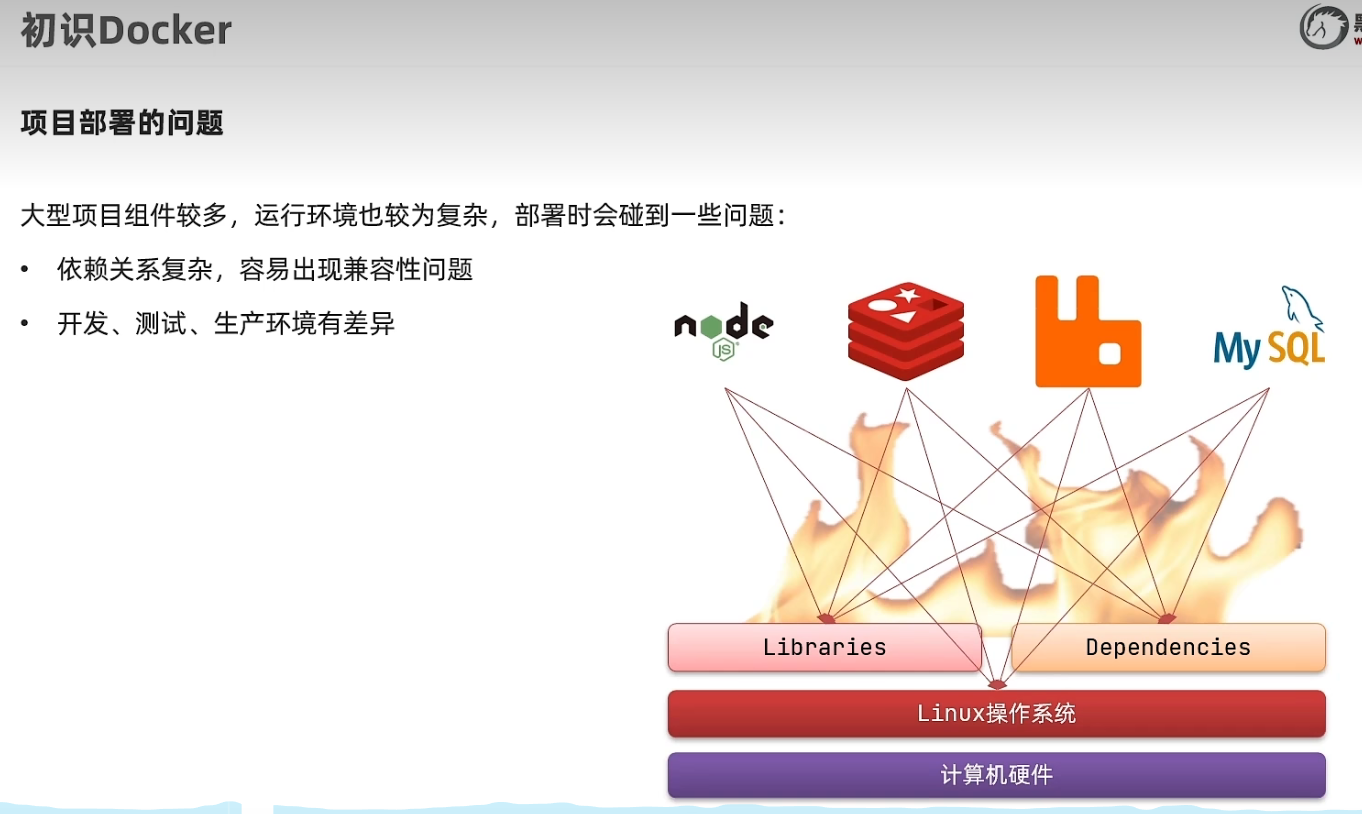 初识Docker
黑
w
项目部署的问题
大型项目组件较多，运行环境也较为复杂，部署时会碰到一些问题：
• 依赖关系复杂，容易出现兼容性问题
• 开发、测试、生产环境有差异
node
JS
MySQL
Libraries
Dependencies
Linux操作系统
计算机硬件